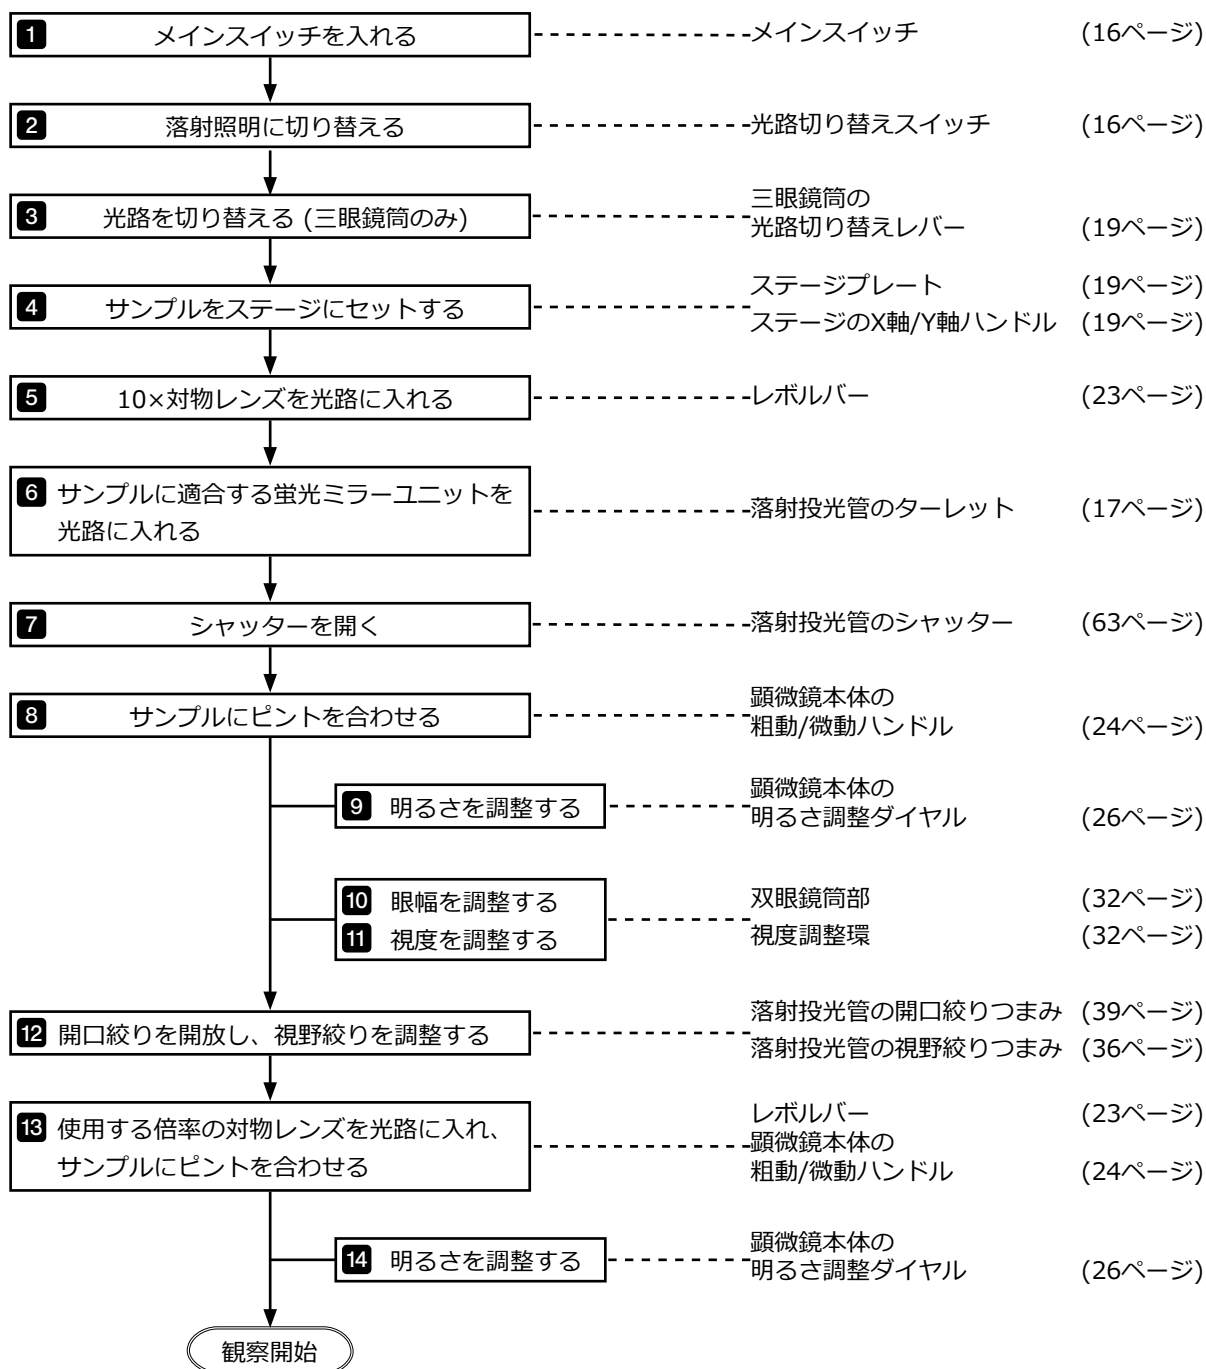 1 メインスイッチを入れる メインスイッチ (16ページ)
2 落射照明に切り替える 光路切り替えスイッチ (16ページ)
3 光路を切り替える (三眼鏡筒のみ) 三眼鏡筒の
光路切り替えレバー (19ページ)
4 サンプルをステージにセットする ステージプレート (19ページ)
ステージのX軸/Y軸ハンドル (19ページ)
5 10×対物レンズを光路に入れる レボルバー (23ページ)
6 サンプルに適合する蛍光ミラーユニットを
光路に入れる
落射投光管のターレット (17ページ)
7 シャッターを開く 落射投光管のシャッター (63ページ)
8 サンプルにピントを合わせる 顕微鏡本体の
粗動/微動ハンドル (24ページ)
9 明るさを調整する 顕微鏡本体の
明るさ調整ダイヤル (26ページ)
10 眼幅を調整する 双眼鏡筒部 (32ページ)
11 視度を調整する 視度調整環 (32ページ)
12 開口絞りを開放し、視野絞りを調整する 落射投光管の開口絞りつまみ (39ページ)
落射投光管の視野絞りつまみ (36ページ)
13 使用する倍率の対物レンズを光路に入れ、
サンプルにピントを合わせる
レボルバー (23ページ)
顕微鏡本体の
粗動/微動ハンドル (24ページ)
14 明るさを調整する 顕微鏡本体の
明るさ調整ダイヤル (26ページ)
観察開始